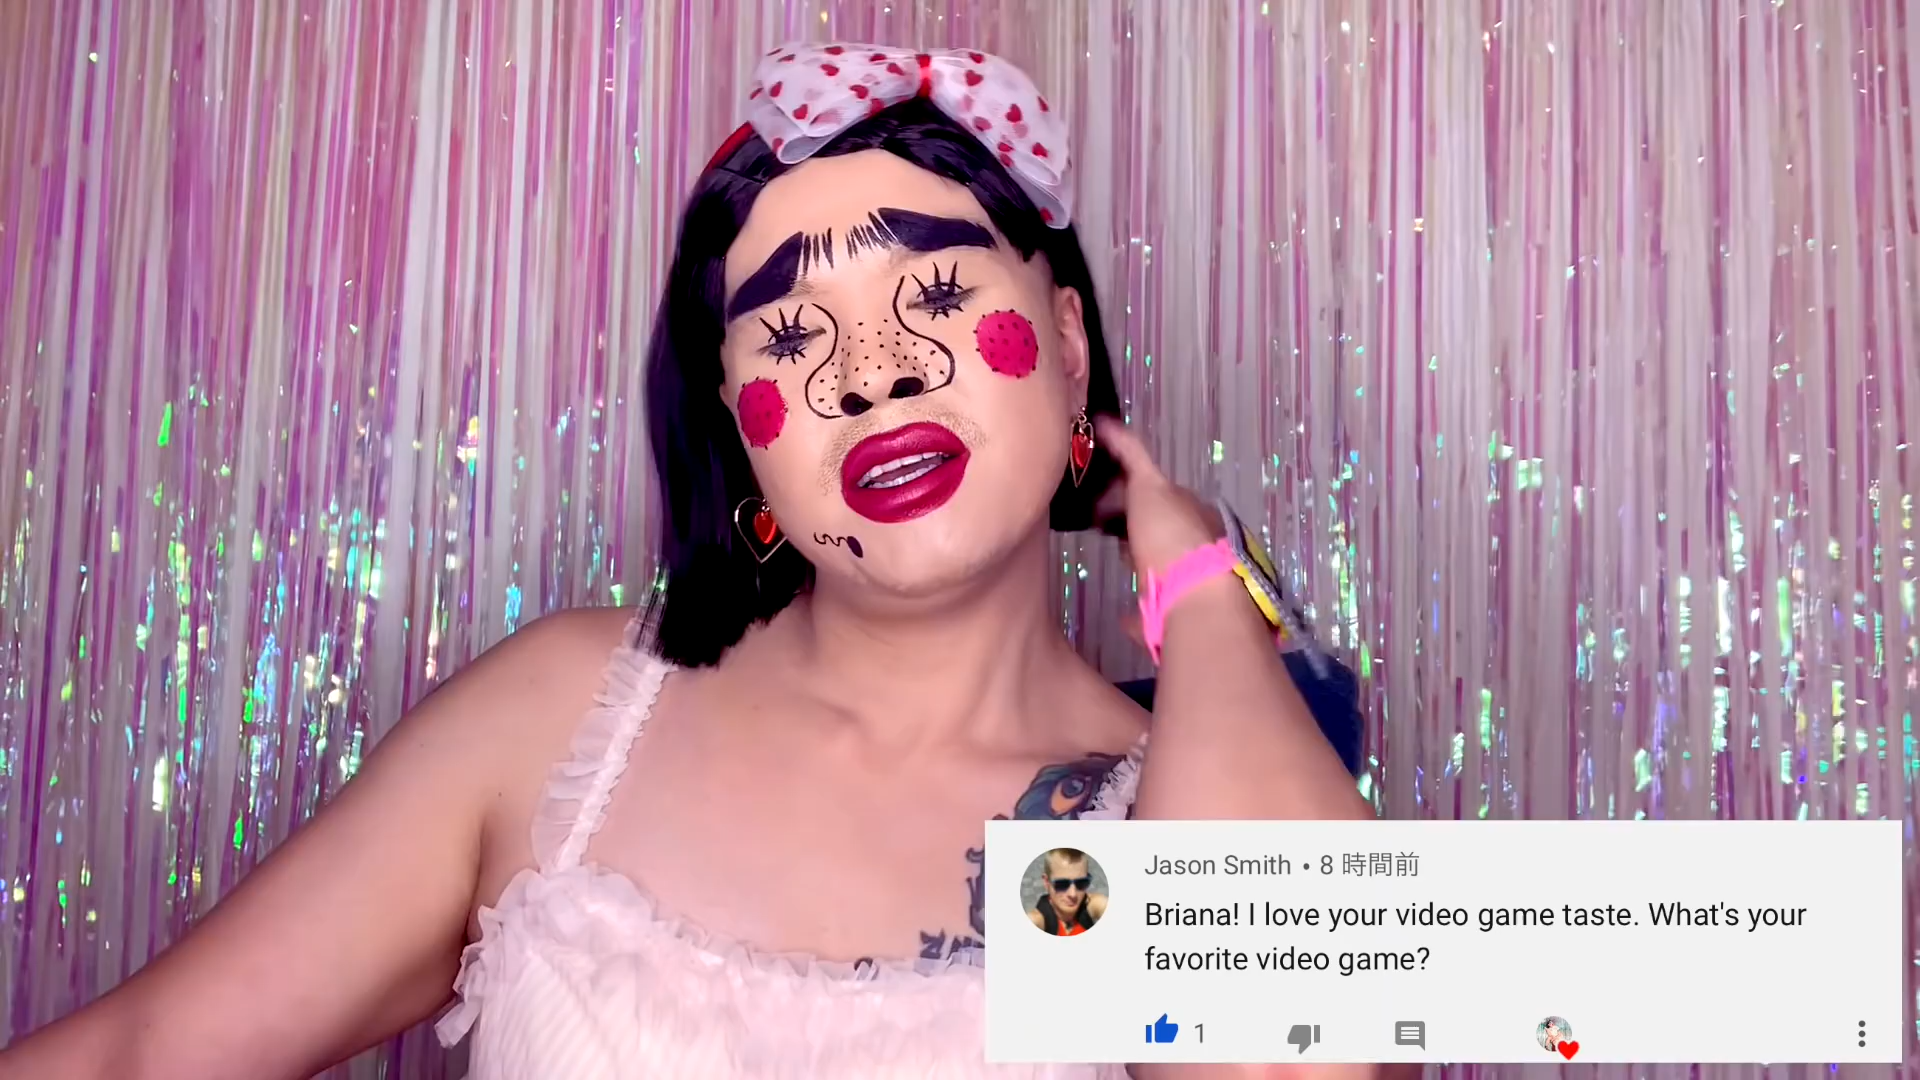 Jason Smith • 8 時間前
Briana! I love your video game taste. What's your
favorite video game?
1